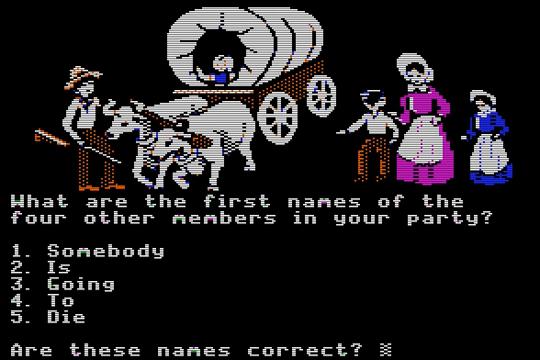 What are the first names of the
four other members in your party?
1. Somebody
2. Is
3. Going
4. To
5. Die
Are these names correct?